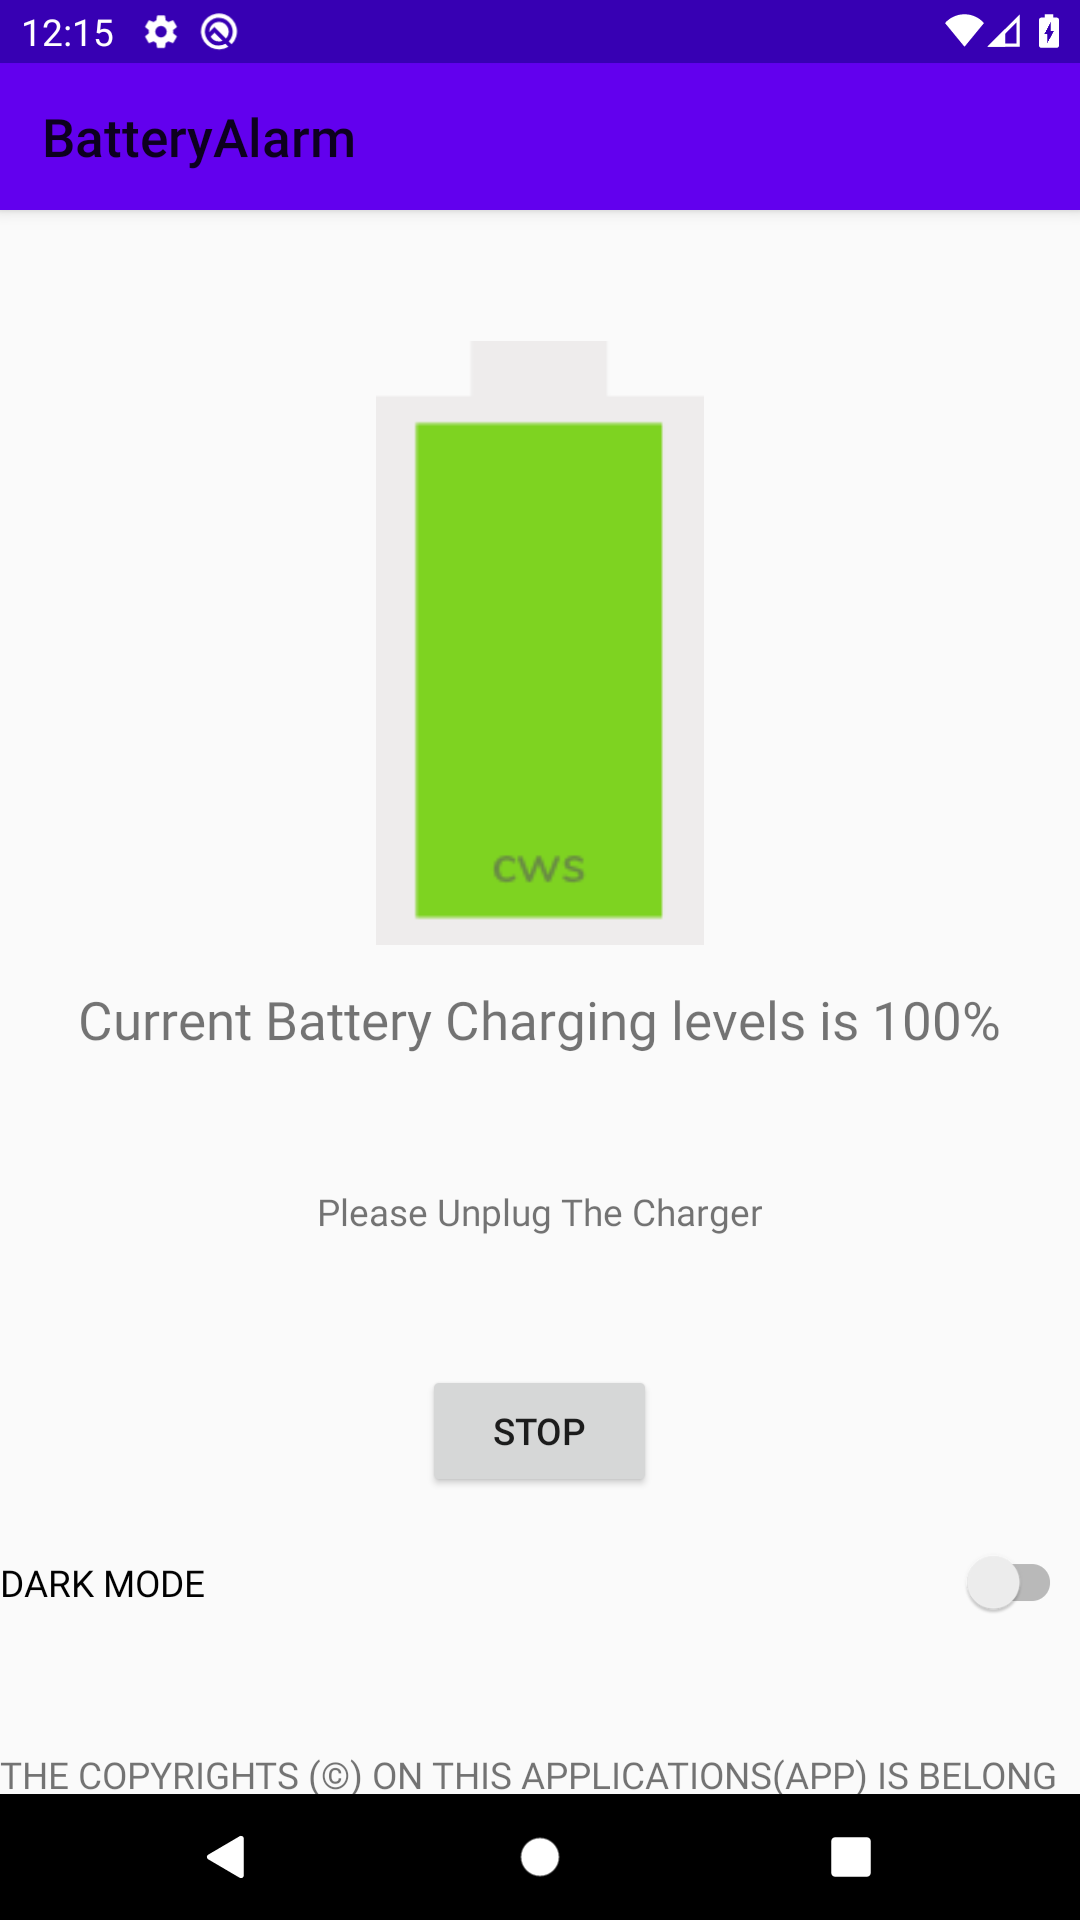 12:15
BatteryAlarm
CWS
Current Battery Charging levels is 100%
Please Unplug The Charger
STOP
DARK MODE
THE COPYRIGHTS (©) ON THIS APPLICATIONS(APP) IS BELONG